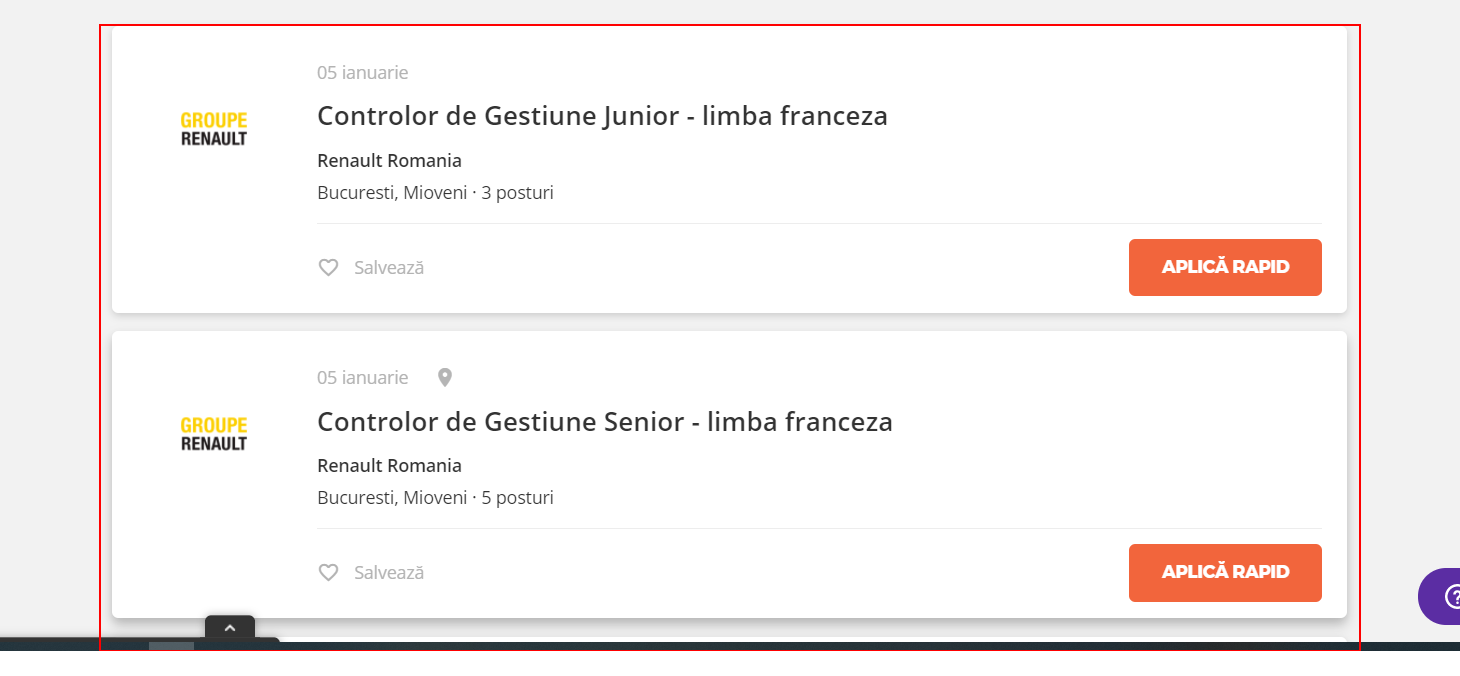 05 ianuarie
GROUPE
RENAULT
Controlor de Gestiune Junior - limba franceza
Renault Romania
Bucuresti, Mioveni · 3 posturi
Salvează
APLICĂ RAPID
05 ianuarie
GROUPE
RENAULT
Controlor de Gestiune Senior - limba franceza
Renault Romania
Bucuresti, Mioveni · 5 posturi
Salvează
APLICĂ RAPID